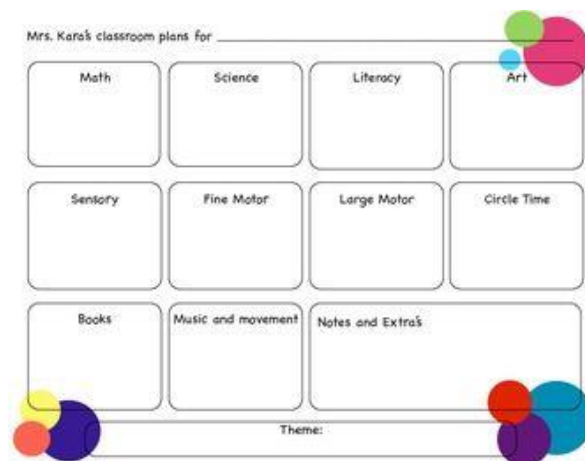 Mrs. Kara's classroom plans for
Math Science Literacy Art
Sensory Fine Motor Large Motor Circle Time
Books Music and movement Notes and Extra's
Theme: